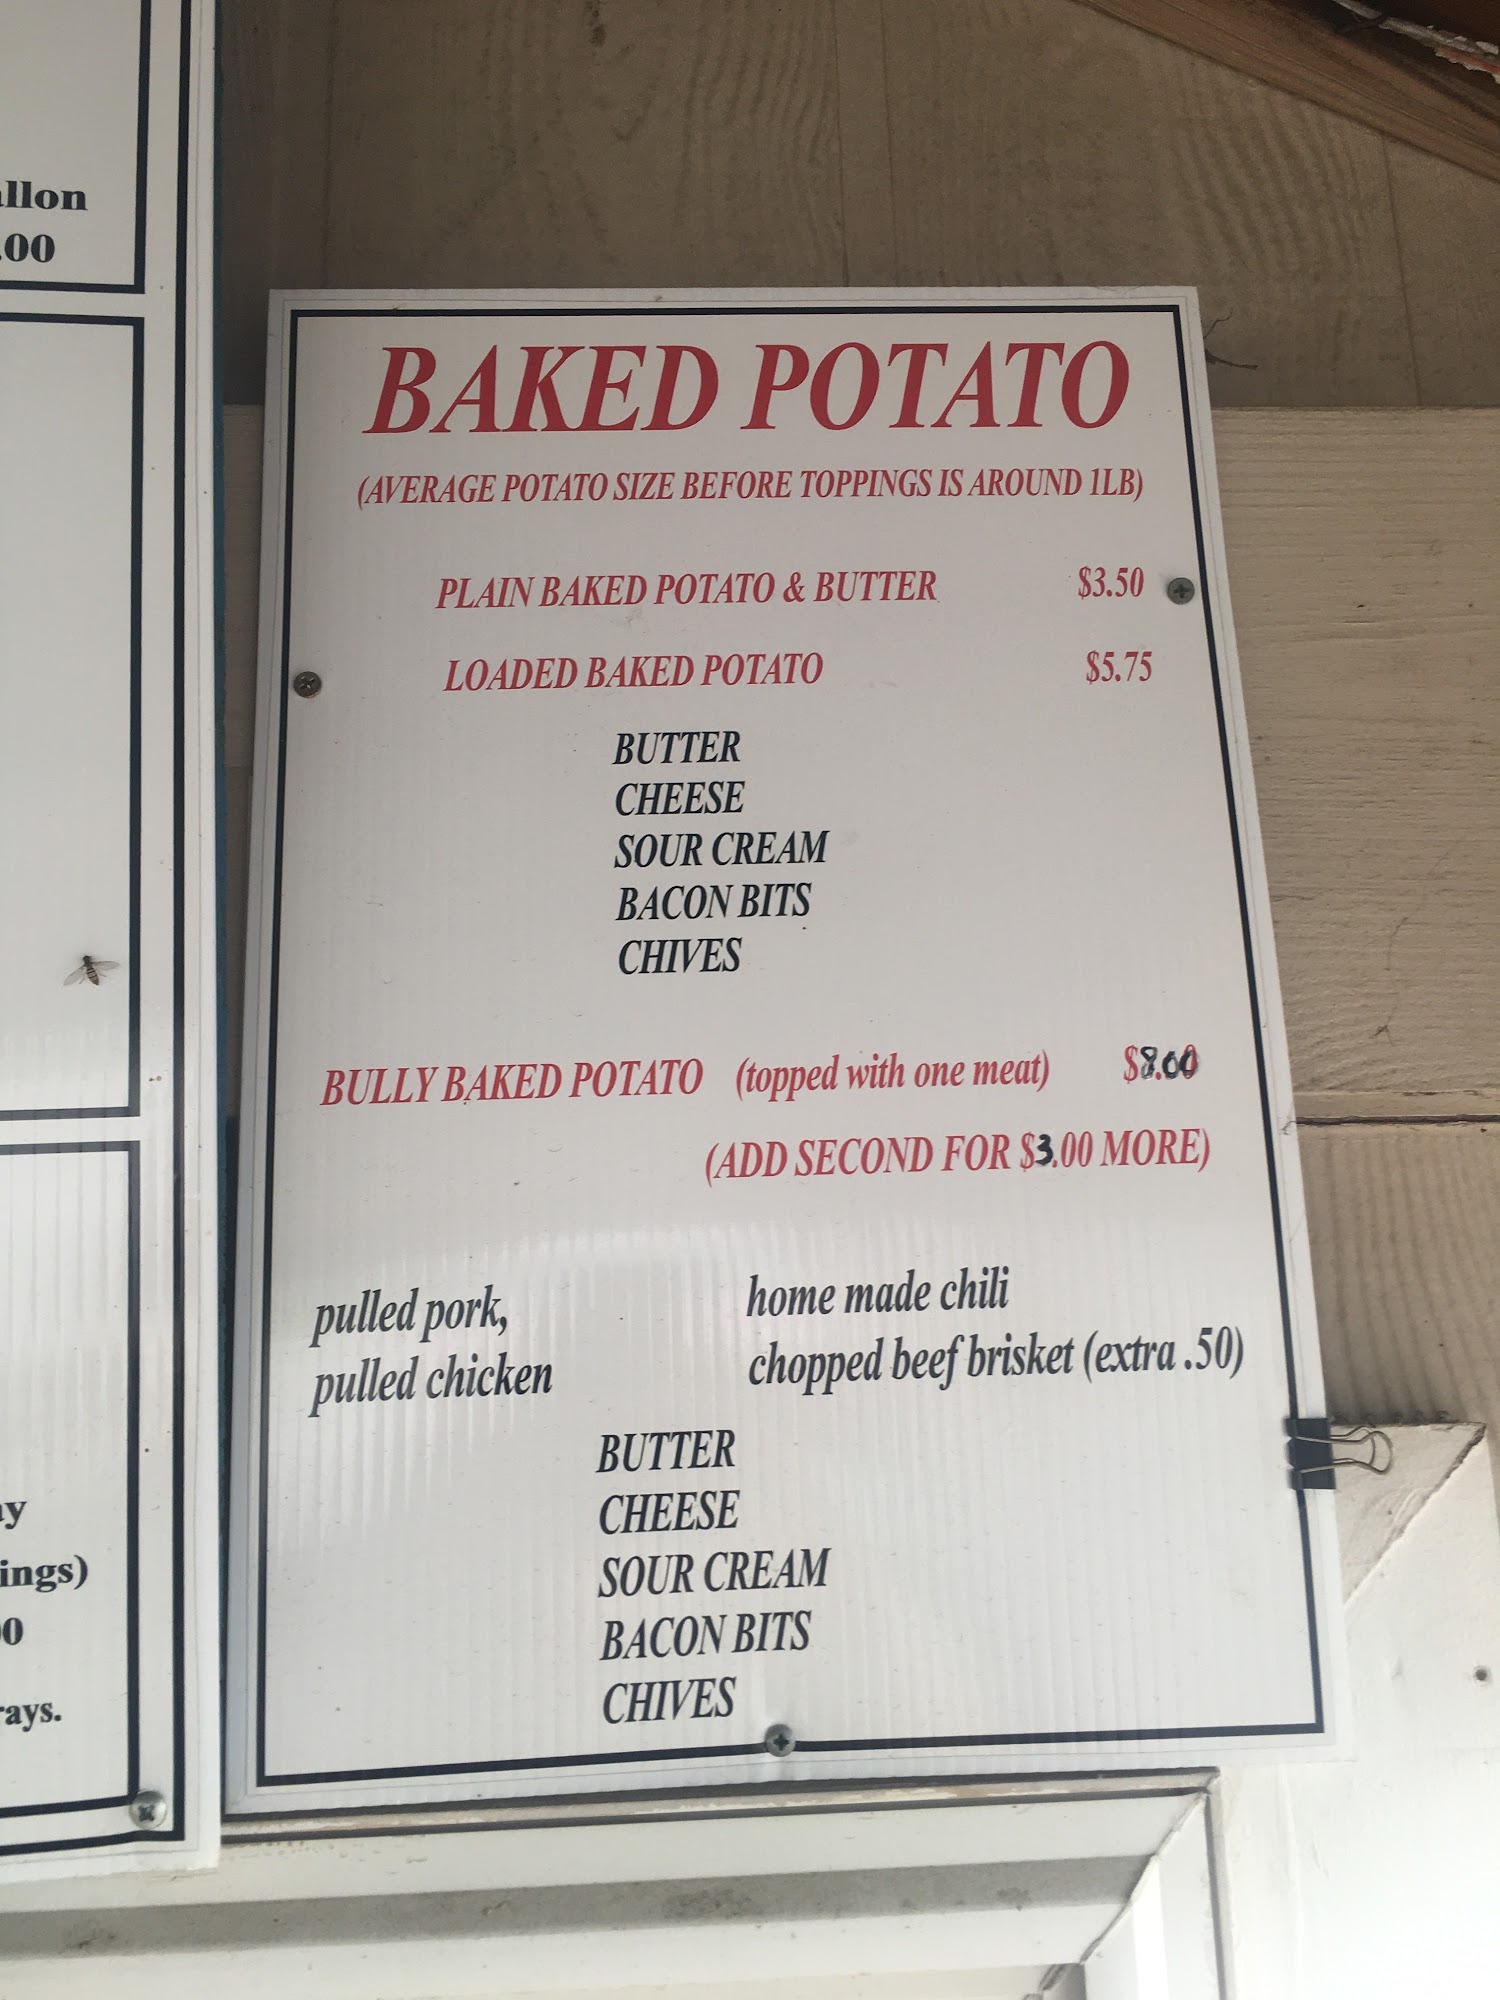 allon
.00
ay
ings)
00
rays.
BAKED POTATO
(AVERAGE POTATO SIZE BEFORE TOPPINGS IS AROUND 1LB)
PLAIN BAKED POTATO & BUTTER $3.50
LOADED BAKED POTATO $5.75
BUTTER
CHEESE
SOUR CREAM
BACON BITS
CHIVES
BULLY BAKED POTATO (topped with one meat) $8.00
(ADD SECOND FOR $3.00 MORE)
pulled pork, home made chili
pulled chicken chopped beef brisket (extra .50)
BUTTER
CHEESE
SOUR CREAM
BACON BITS
CHIVES